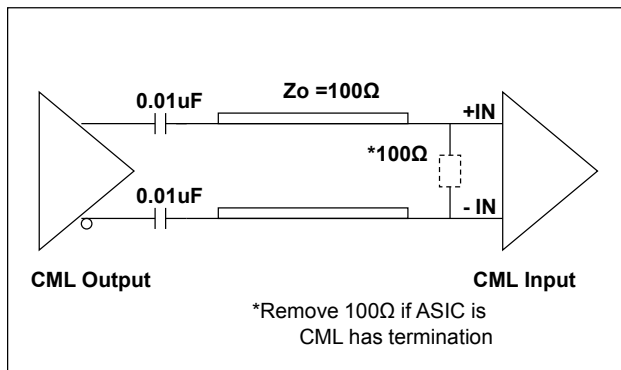 0.01uF
Zo =100Ω
+IN
*100Ω
0.01uF
- IN
CML Output
CML Input
*Remove 100Ω if ASIC is
CML has termination